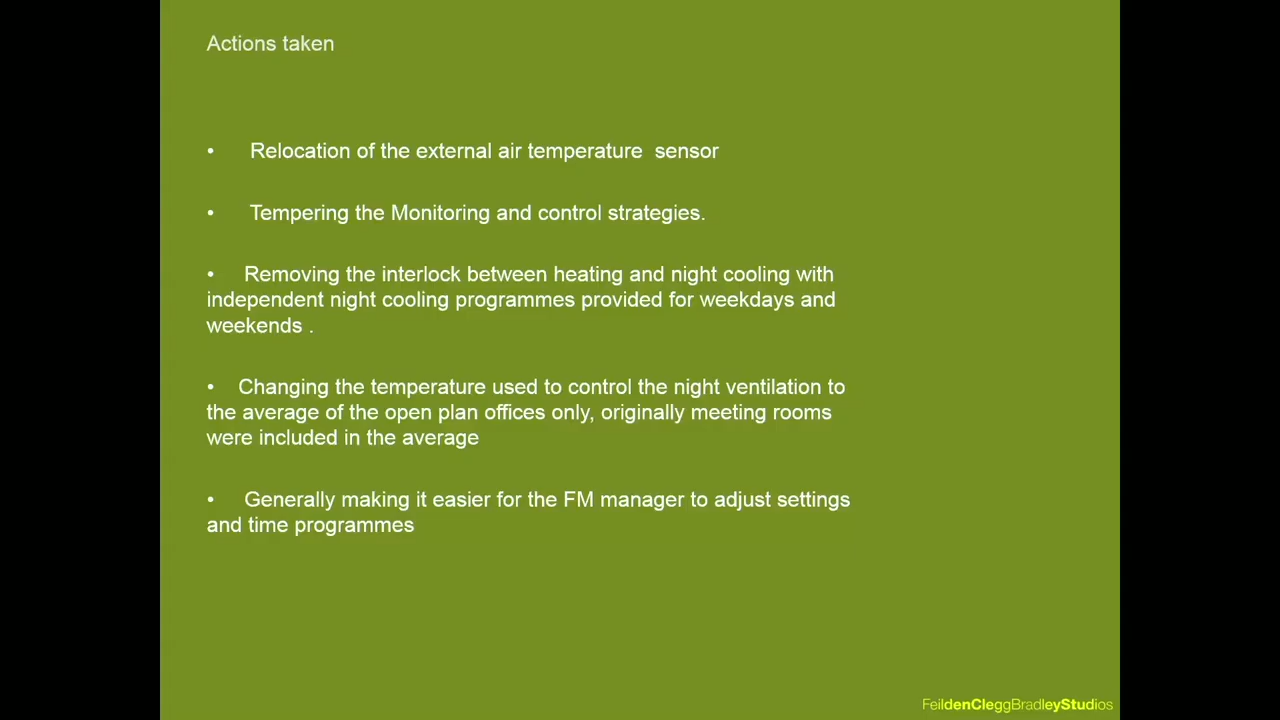 Actions taken
• Relocation of the external air temperature sensor
• Tempering the Monitoring and control strategies.
• Removing the interlock between heating and night cooling with
independent night cooling programmes provided for weekdays and
weekends .
• Changing the temperature used to control the night ventilation to
the average of the open plan offices only, originally meeting rooms
were included in the average
• Generally making it easier for the FM manager to adjust settings
and time programmes
FeildenCleggBradleyStudios